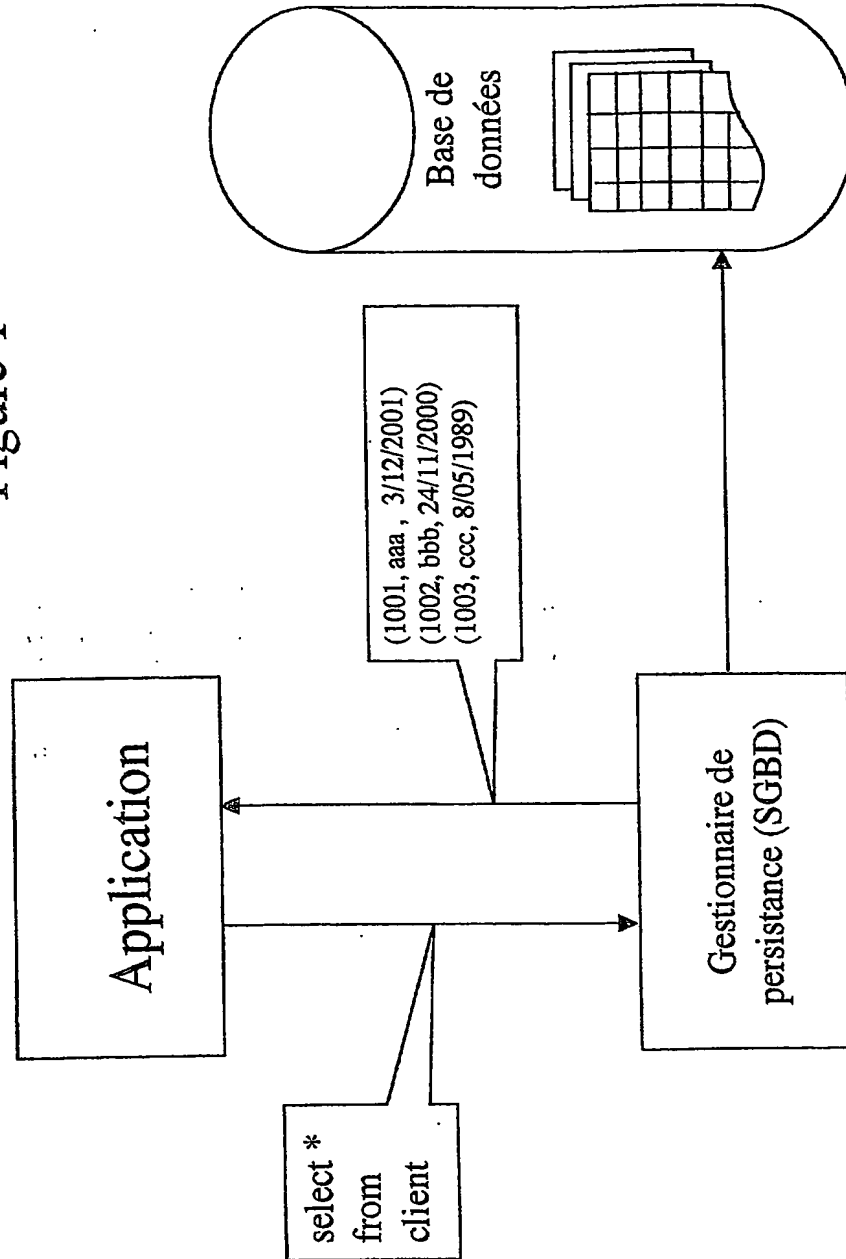 Application
select *
from
client
(1001, aaa , 3/12/2001)
(1002, bbb, 24/11/2000)
(1003, ccc, 8/05/1989)
Gestionnaire de
persistance (SGBD)
Base de
données